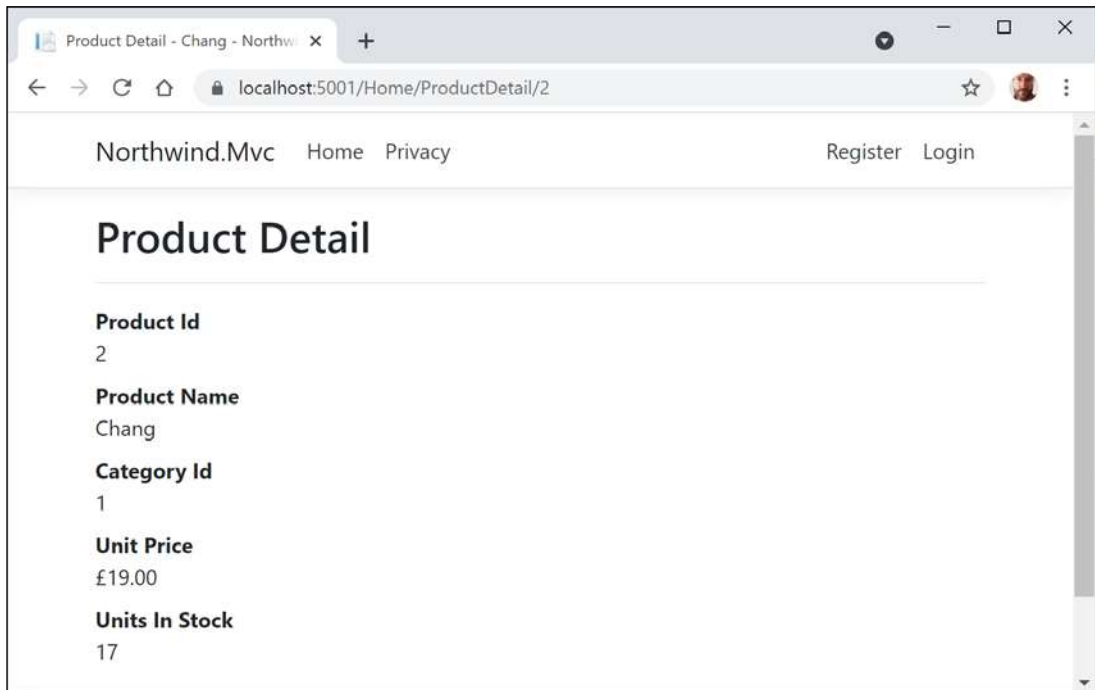 Product Detail - Chang - Northw
localhost:5001/Home/ProductDetail/2
Northwind.Mvc Home Privacy Register Login
Product Detail
Product Id
2
Product Name
Chang
Category Id
1
Unit Price
£19.00
Units In Stock
17